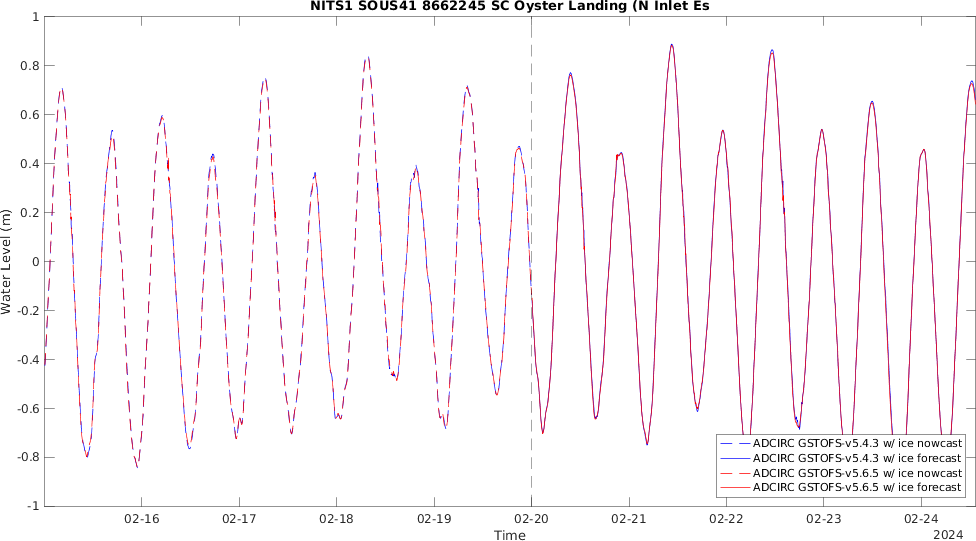 NITS1 SOUS41 8662245 SC Oyster Landing (N Inlet Es
1
0.8
0.6
0.4
0.2
0
-0.2
-0.4
-0.6
-0.8
-1
Water Level (m)
ADCIRC GSTOFS-v5.4.3 w/ ice nowcast
ADCIRC GSTOFS-v5.4.3 w/ ice forecast
ADCIRC GSTOFS-v5.6.5 w/ ice nowcast
ADCIRC GSTOFS-v5.6.5 w/ ice forecast
02-16 02-17 02-18 02-19 02-20 02-21 02-22 02-23 02-24
Time
2024